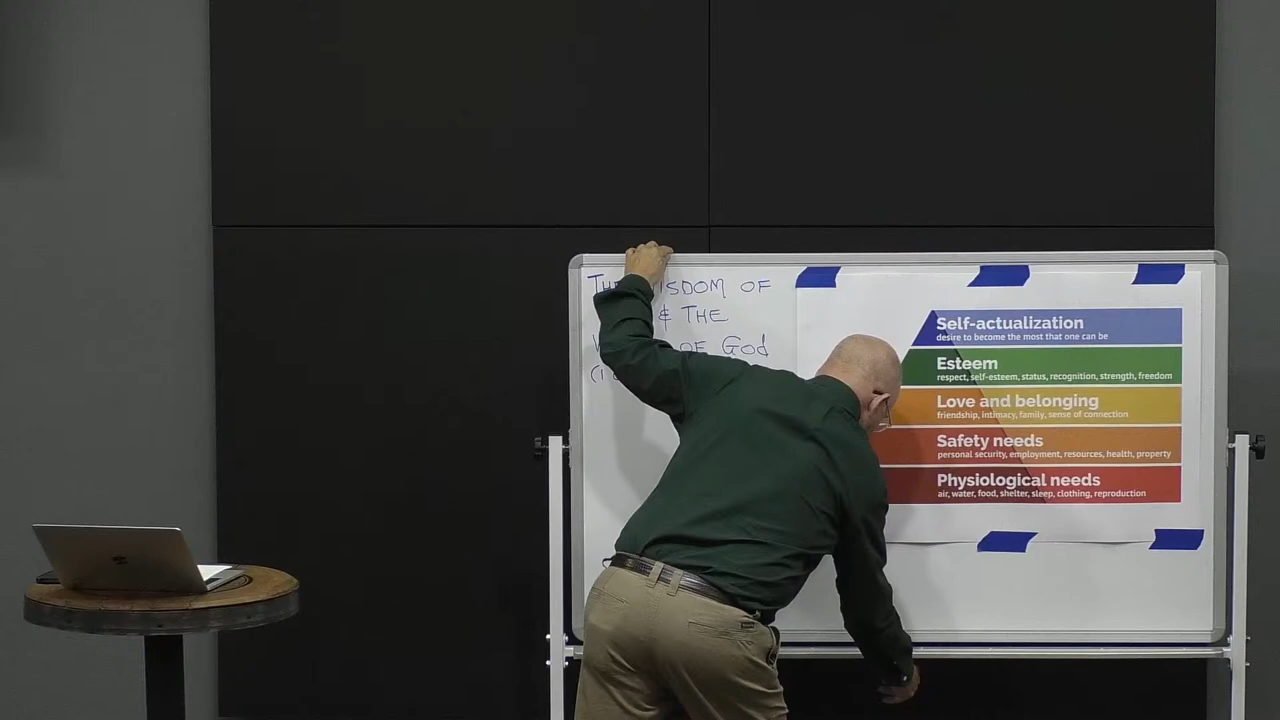 THE WISDOM OF
& THE
OF God
Self-actualization
desire to become the most that one can be
Esteem
respect, self-esteem, status, recognition, strength, freedom
Love and belonging
friendship, intimacy, family, sense of connection
Safety needs
personal security, employment, resources, health, property
Physiological needs
air, water, food, shelter, sleep, clothing, reproduction